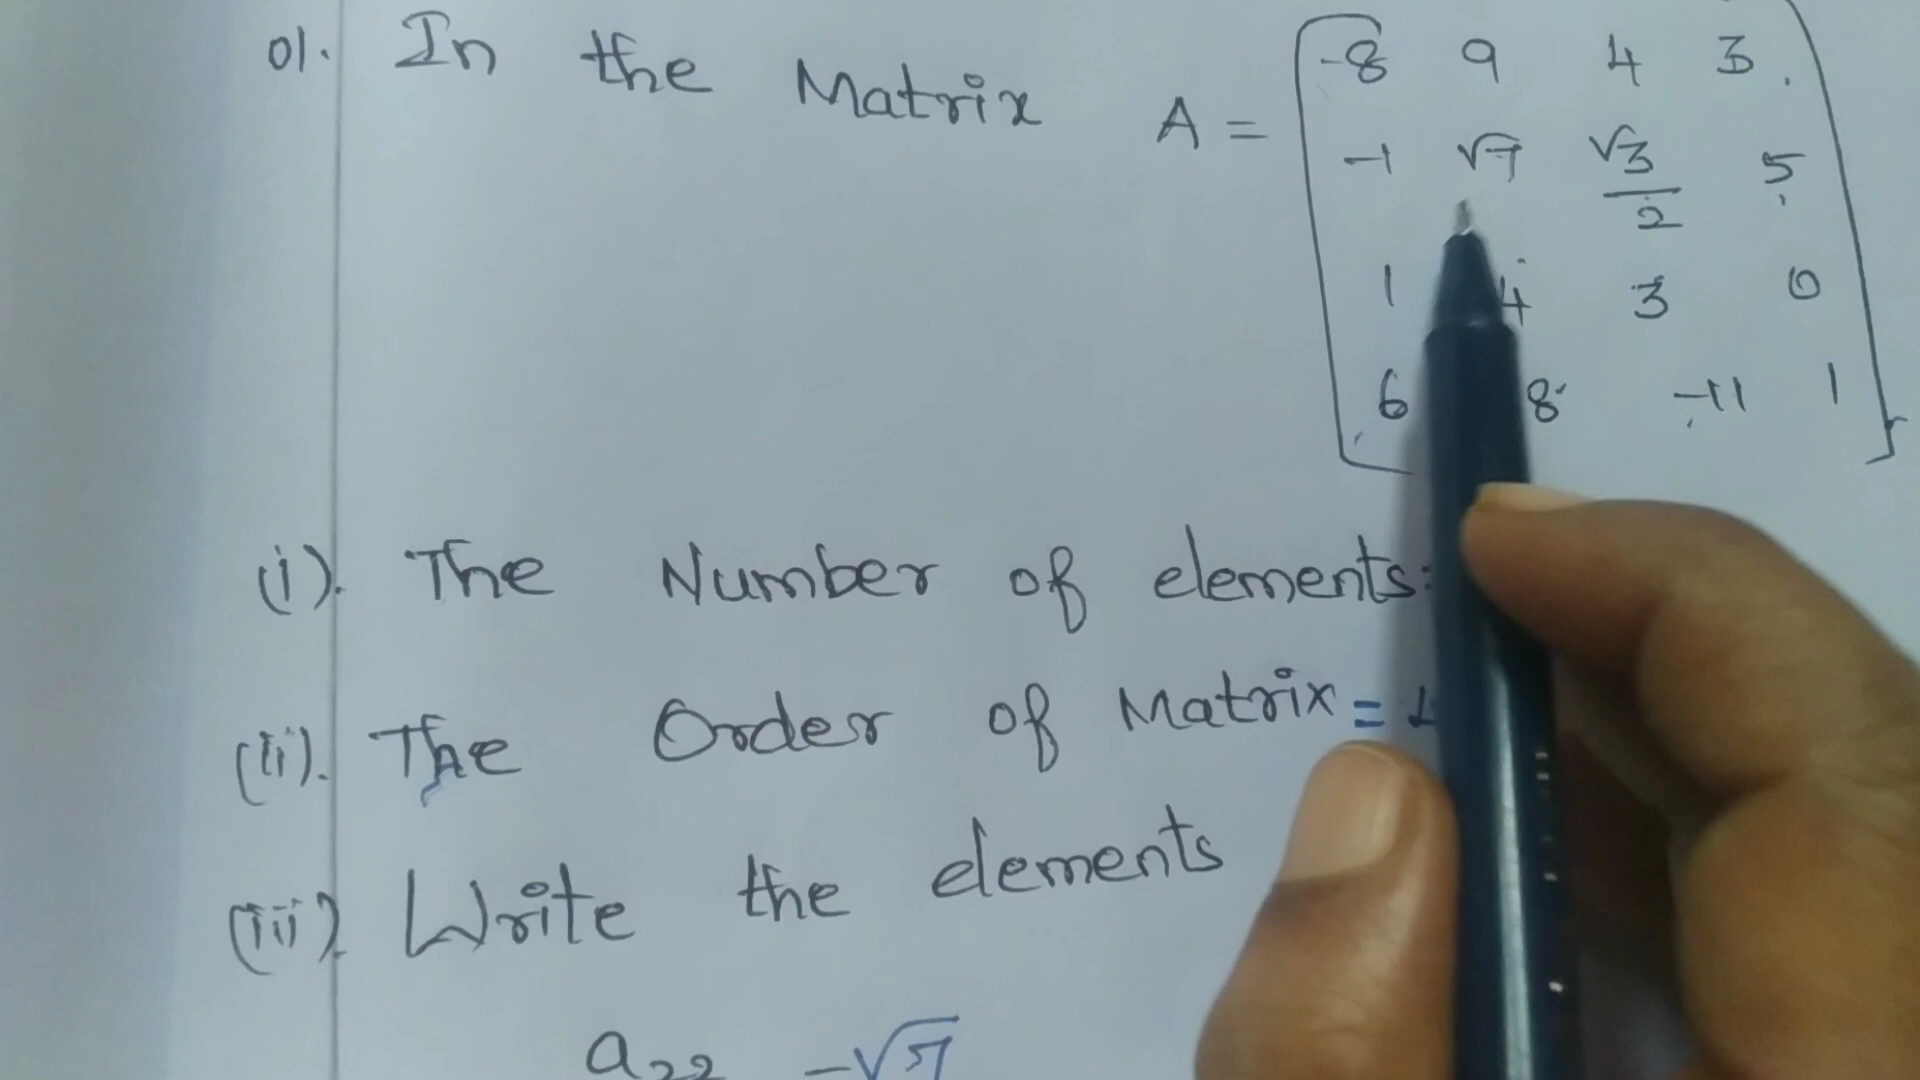 01. In the Matrix A =
-8 9 4 3
-1 √7 √3/2 5
1 4 3 0
6 8 -11 1
(i). The Number of elements:
(ii). The Order of Matrix =
(iii). Write the elements
a22 -√7